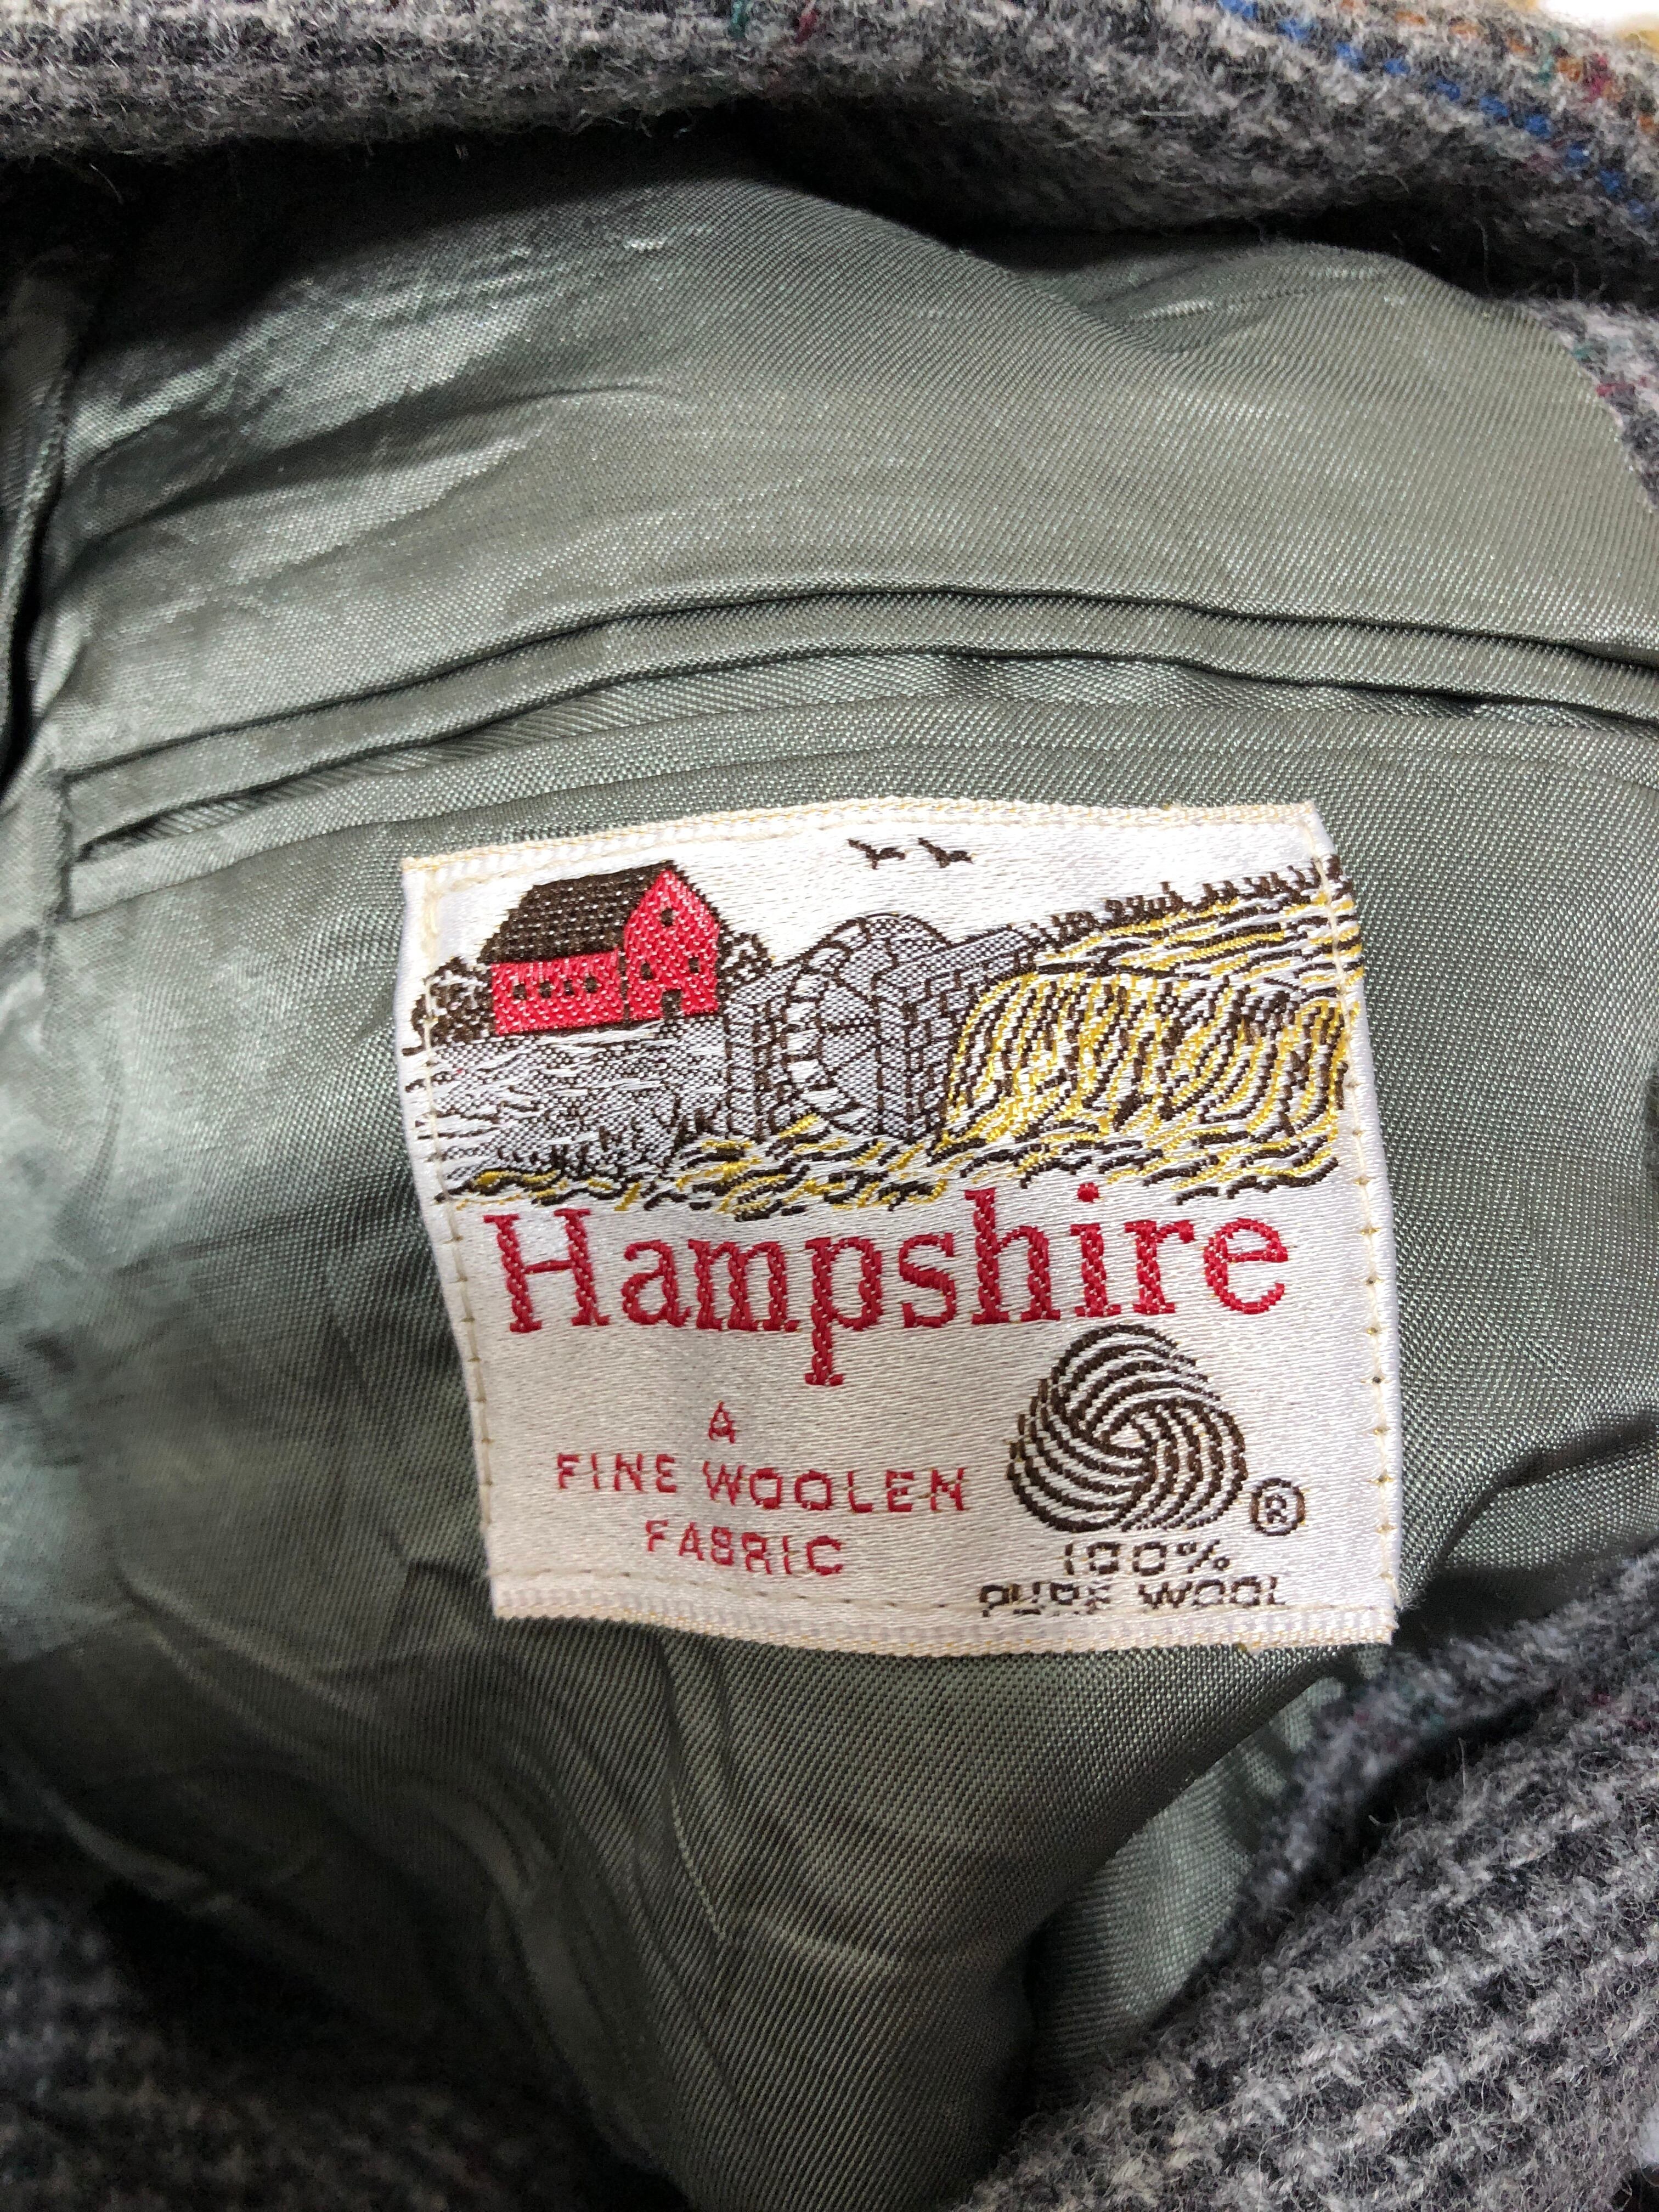 Hampshire
A
FINE WOOLEN
FABRIC
®
100%
PURE WOOL